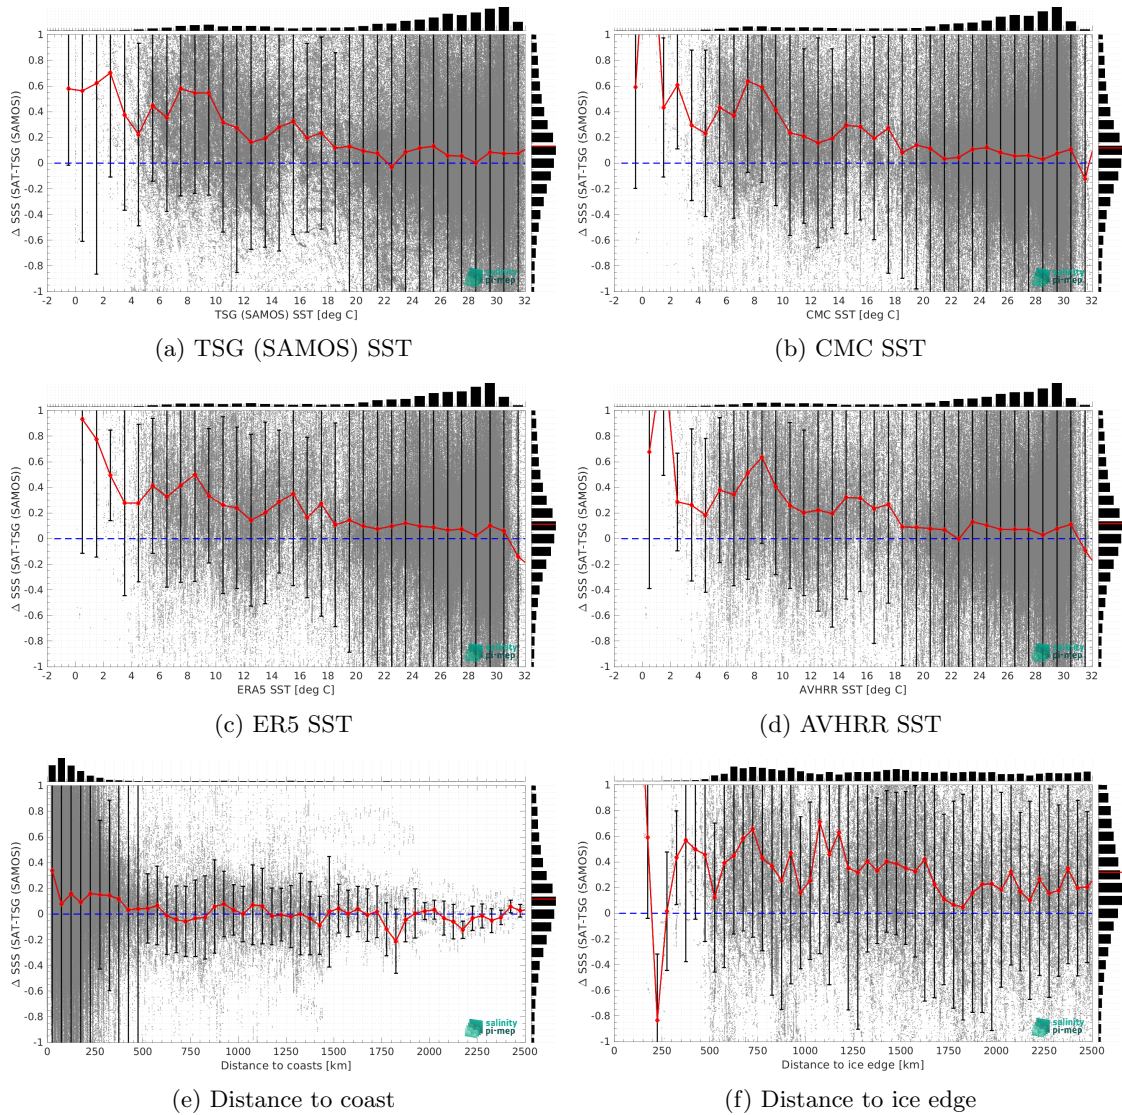 1
0.8
0.6
0.4
0.2
0
-0.2
-0.4
-0.6
-0.8
-1
Δ SSS (SAT-TSG (SAMOS))
-2 0 2 4 6 8 10 12 14 16 18 20 22 24 26 28 30 32
TSG (SAMOS) SST [deg C]
salinity
pi-mep
(a) TSG (SAMOS) SST
1
0.8
0.6
0.4
0.2
0
-0.2
-0.4
-0.6
-0.8
-1
Δ SSS (SAT-TSG (SAMOS))
-2 0 2 4 6 8 10 12 14 16 18 20 22 24 26 28 30 32
CMC SST [deg C]
salinity
pi-mep
(b) CMC SST
1
0.8
0.6
0.4
0.2
0
-0.2
-0.4
-0.6
-0.8
-1
Δ SSS (SAT-TSG (SAMOS))
-2 0 2 4 6 8 10 12 14 16 18 20 22 24 26 28 30 32
ERA5 SST [deg C]
salinity
pi-mep
(c) ER5 SST
1
0.8
0.6
0.4
0.2
0
-0.2
-0.4
-0.6
-0.8
-1
Δ SSS (SAT-TSG (SAMOS))
-2 0 2 4 6 8 10 12 14 16 18 20 22 24 26 28 30 32
AVHRR SST [deg C]
salinity
pi-mep
(d) AVHRR SST
1
0.8
0.6
0.4
0.2
0
-0.2
-0.4
-0.6
-0.8
-1
Δ SSS (SAT-TSG (SAMOS))
0 250 500 750 1000 1250 1500 1750 2000 2250 2500
Distance to coasts [km]
salinity
pi-mep
(e) Distance to coast
1
0.8
0.6
0.4
0.2
0
-0.2
-0.4
-0.6
-0.8
-1
Δ SSS (SAT-TSG (SAMOS))
0 250 500 750 1000 1250 1500 1750 2000 2250 2500
Distance to ice edge [km]
salinity
pi-mep
(f) Distance to ice edge